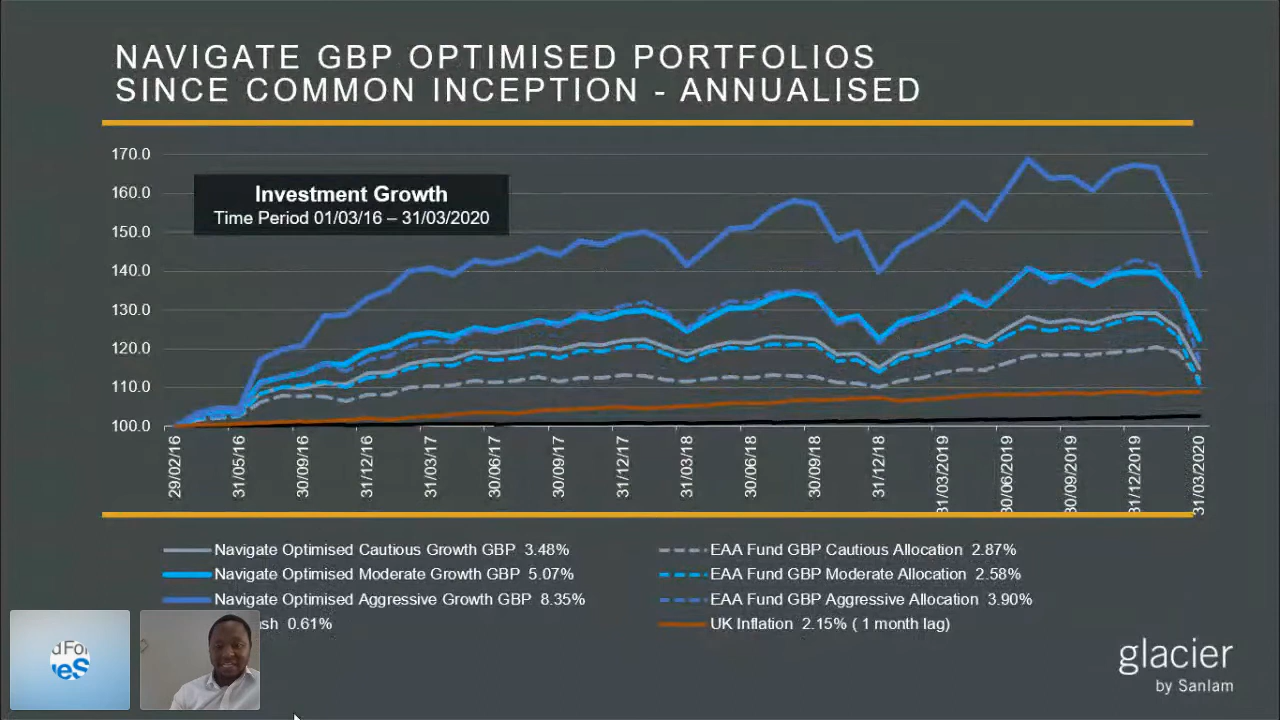 NAVIGATE GBP OPTIMISED PORTFOLIOS
SINCE COMMON INCEPTION - ANNUALISED
170.0
160.0
150.0
140.0
130.0
120.0
110.0
100.0
Investment Growth
Time Period 01/03/16 – 31/03/2020
29/02/16
31/05/16
30/09/16
31/12/16
31/03/17
30/06/17
30/09/17
31/12/17
31/03/18
30/06/18
30/09/18
31/12/18
31/03/2019
30/06/2019
30/09/2019
31/12/2019
31/03/2020
Navigate Optimised Cautious Growth GBP 3.48%
EAA Fund GBP Cautious Allocation 2.87%
Navigate Optimised Moderate Growth GBP 5.07%
EAA Fund GBP Moderate Allocation 2.58%
Navigate Optimised Aggressive Growth GBP 8.35%
EAA Fund GBP Aggressive Allocation 3.90%
0.61%
UK Inflation 2.15% ( 1 month lag)
glacier
by Sanlam